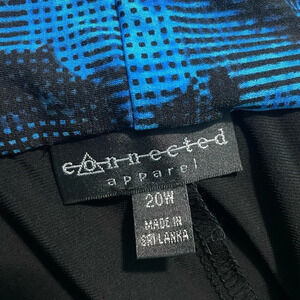 connected
apparel
20W
MADE IN
SRI LANKA